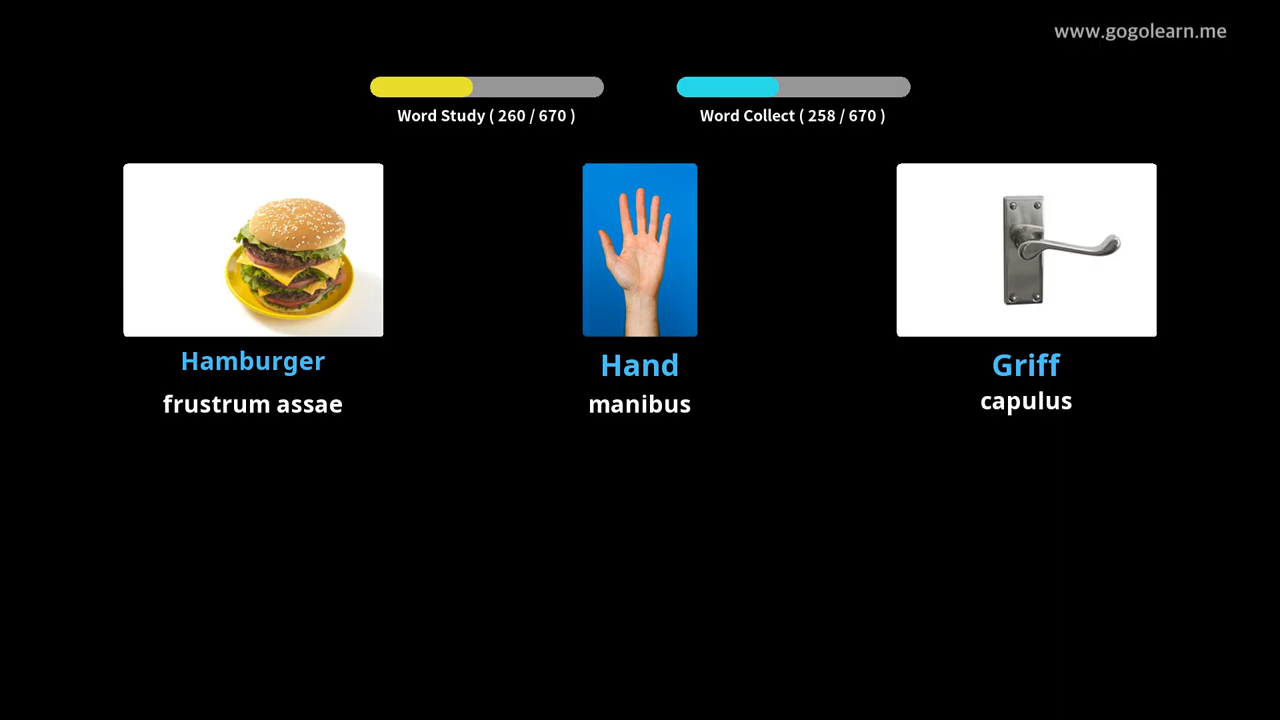 www.gogolearn.me
Word Study ( 260 / 670 )
Word Collect ( 258 / 670 )
Hamburger
frustrum assae
Hand
manibus
Griff
capulus